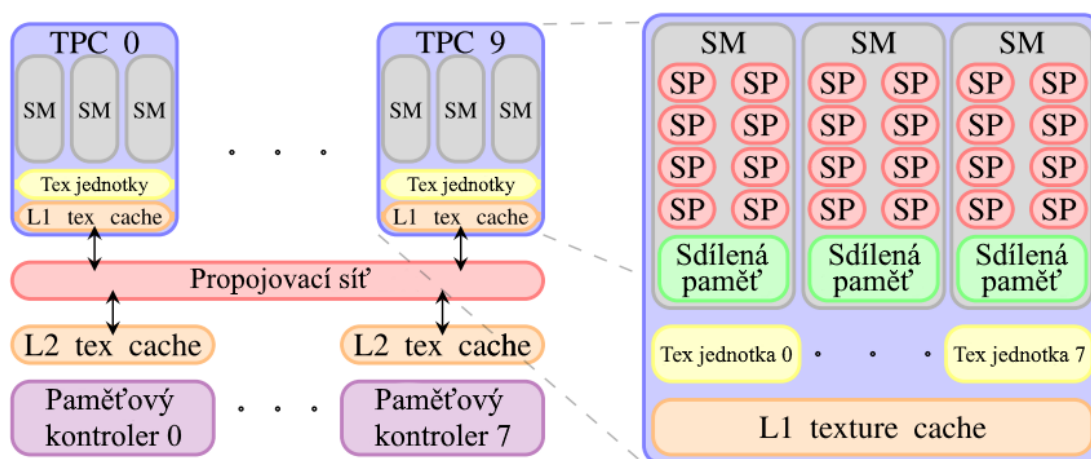 TPC 0
SM SM SM
Tex jednotky
L1 tex cache
TPC 9
SM SM SM
Tex jednotky
L1 tex cache
Propojovací síť
L2 tex cache
L2 tex cache
Paměťový
kontroler 0
Paměťový
kontroler 7
SM
SP SP
SP SP
SP SP
SP SP
Sdílená
paměť
SM
SP SP
SP SP
SP SP
SP SP
Sdílená
paměť
SM
SP SP
SP SP
SP SP
SP SP
Sdílená
paměť
Tex jednotka 0
Tex jednotka 7
L1 texture cache